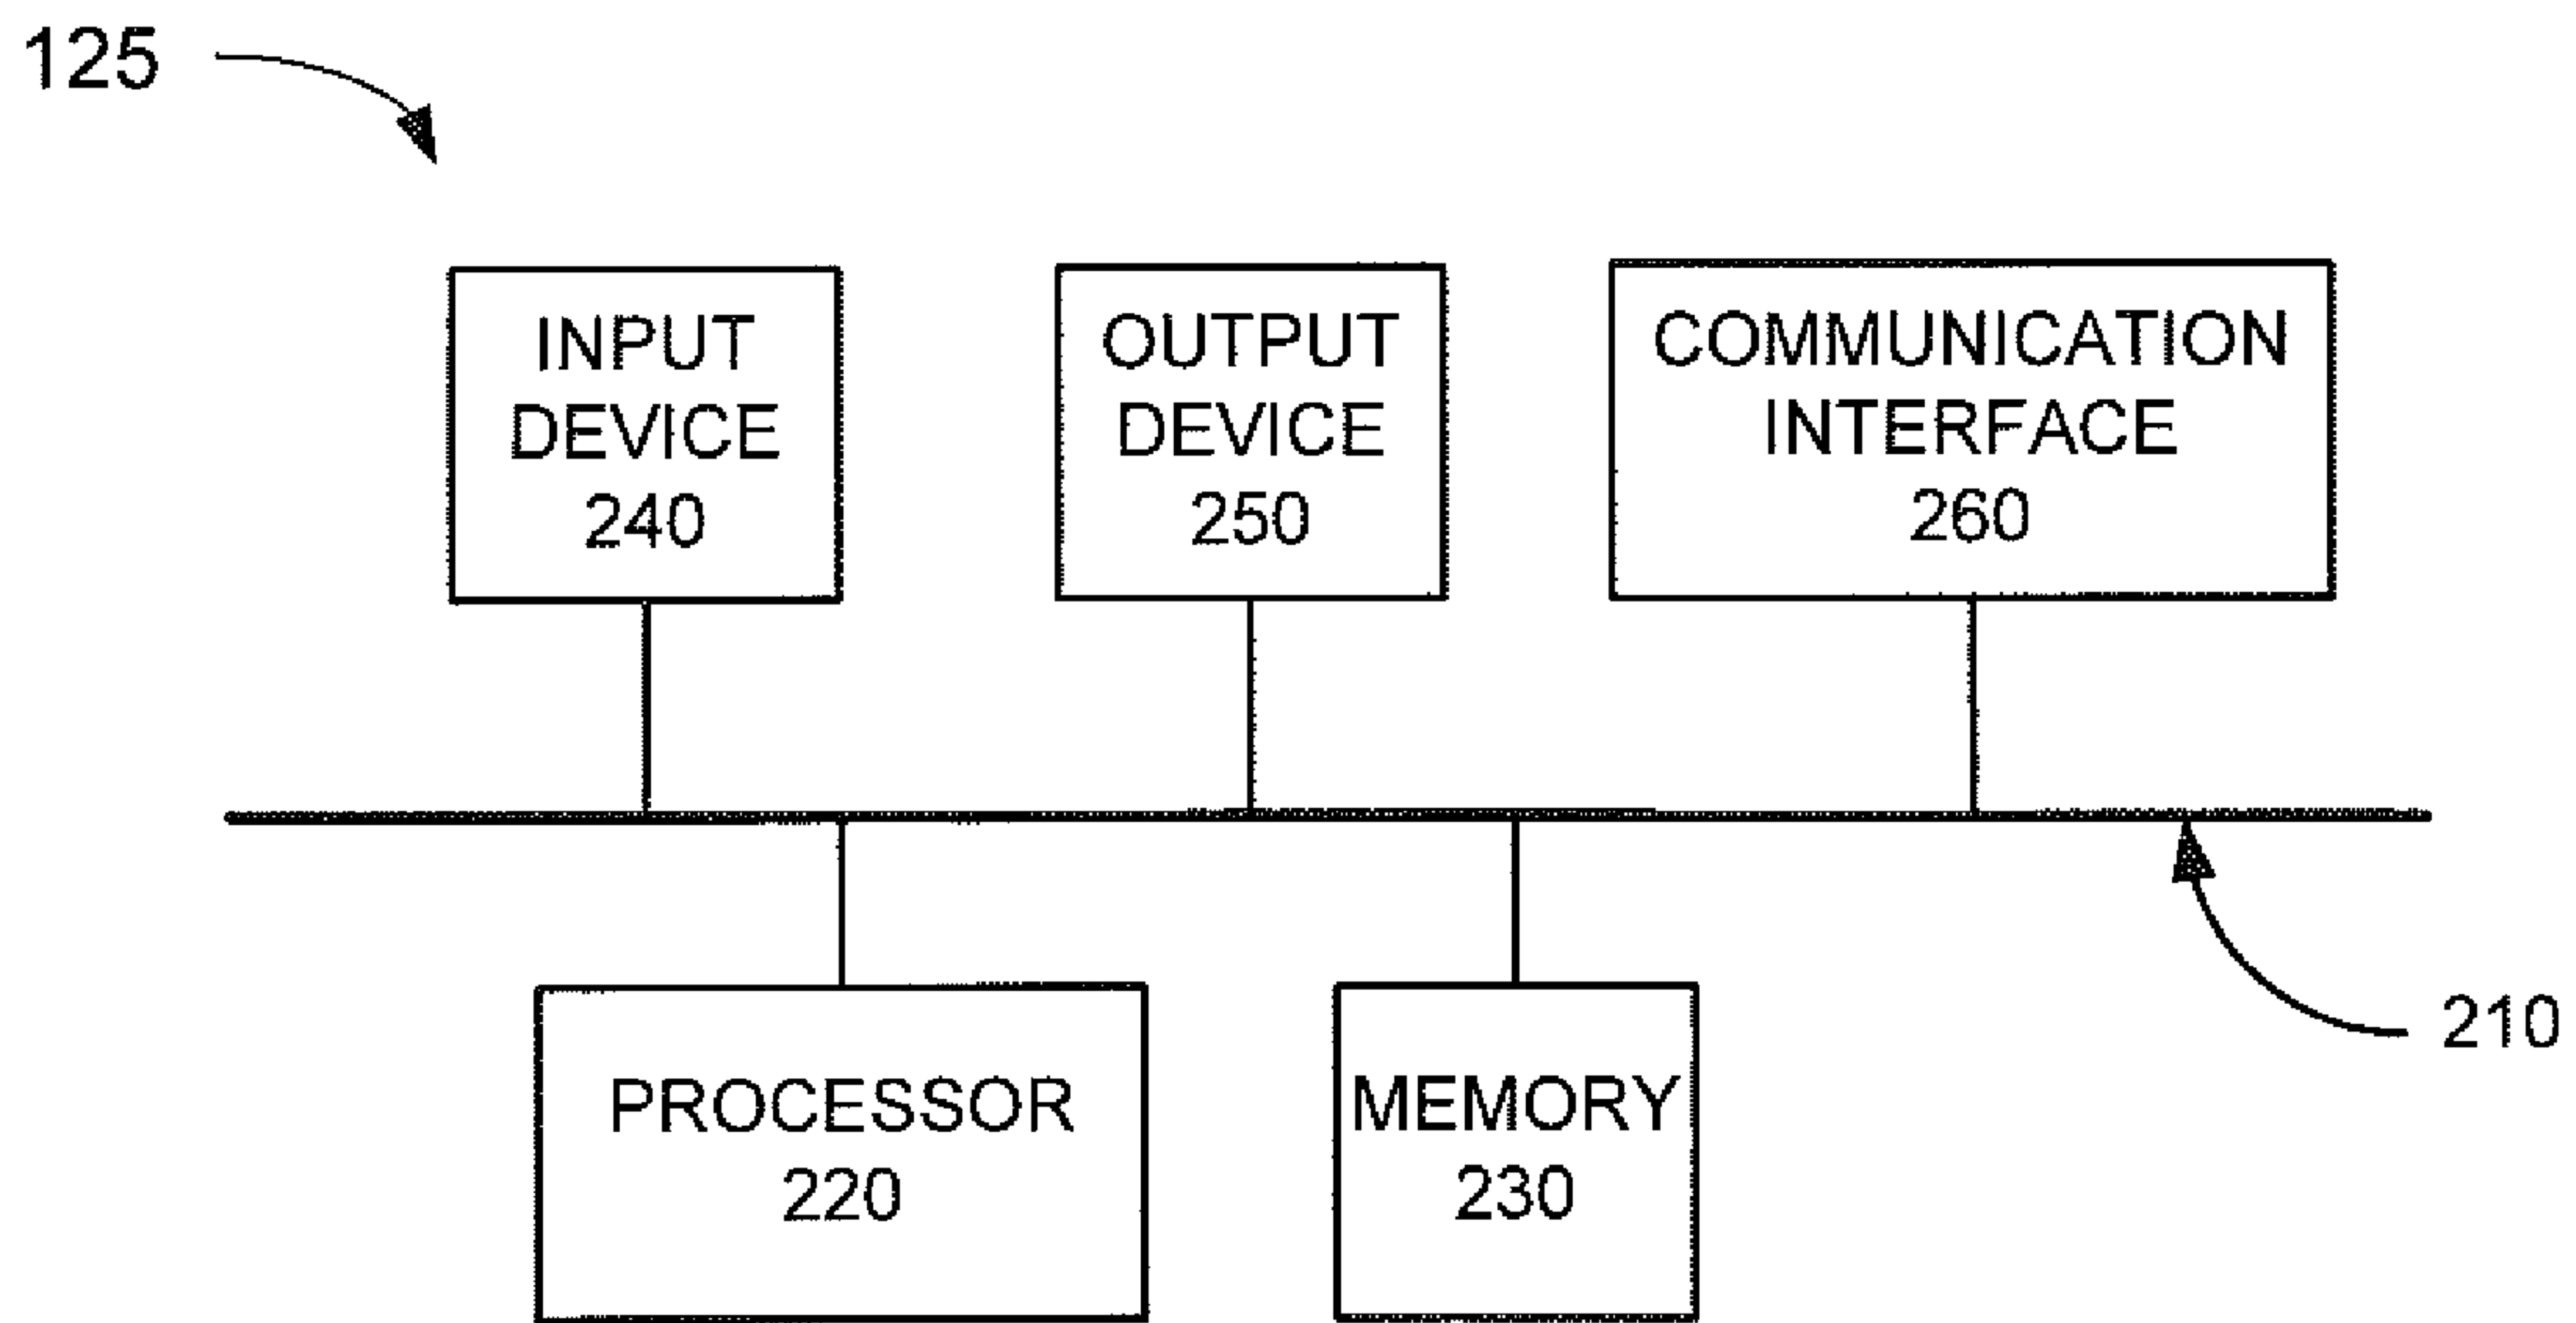 125
INPUT
DEVICE
240
OUTPUT
DEVICE
250
COMMUNICATION
INTERFACE
260
PROCESSOR
220
MEMORY
230
210